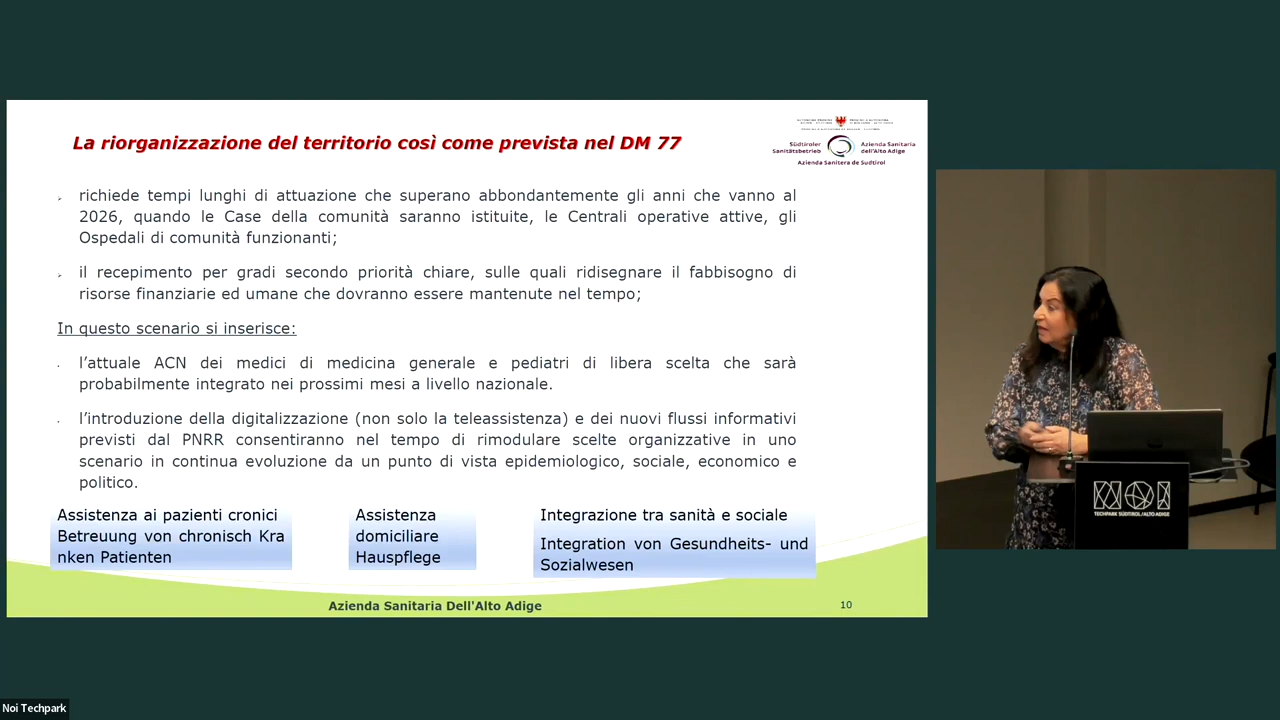 La riorganizzazione del territorio così come prevista nel DM 77
Südtiroler
Sanitätsbetrieb
Azienda Sanitaria
dell'Alto Adige
Azienda Sanitera de Sudtirol
richiede tempi lunghi di attuazione che superano abbondantemente gli anni che vanno al
2026, quando le Case della comunità saranno istituite, le Centrali operative attive, gli
Ospedali di comunità funzionanti;
il recepimento per gradi secondo priorità chiare, sulle quali ridisegnare il fabbisogno di
risorse finanziarie ed umane che dovranno essere mantenute nel tempo;
In questo scenario si inserisce:
l'attuale ACN dei medici di medicina generale e pediatri di libera scelta che sarà
probabilmente integrato nei prossimi mesi a livello nazionale.
l'introduzione della digitalizzazione (non solo la teleassistenza) e dei nuovi flussi informativi
previsti dal PNRR consentiranno nel tempo di rimodulare scelte organizzative in uno
scenario in continua evoluzione da un punto di vista epidemiologico, sociale, economico e
politico.
Assistenza ai pazienti cronici
Betreuung von chronisch Kra
nken Patienten
Assistenza
domiciliare
Hauspflege
Integrazione tra sanità e sociale
Integration von Gesundheits- und
Sozialwesen
Azienda Sanitaria Dell'Alto Adige
10
NOI
TECHPARK SÜDTIROL/ALTO ADIGE
Noi Techpark